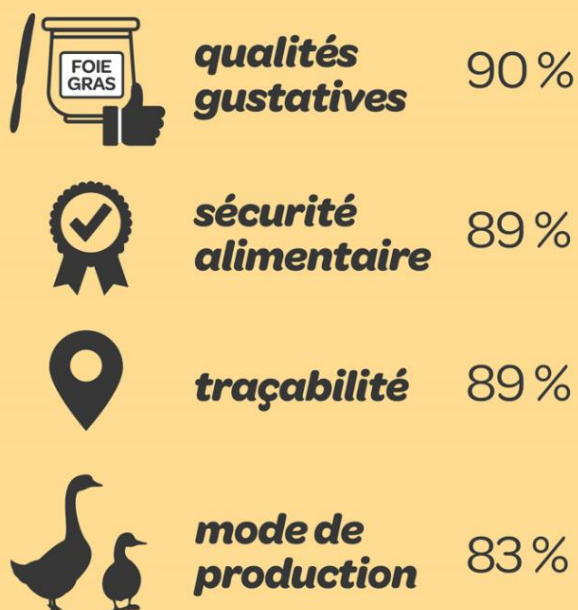 FOIE
GRAS
qualités
gustatives
90 %
sécurité
alimentaire
89 %
traçabilité
89 %
mode de
production
83 %